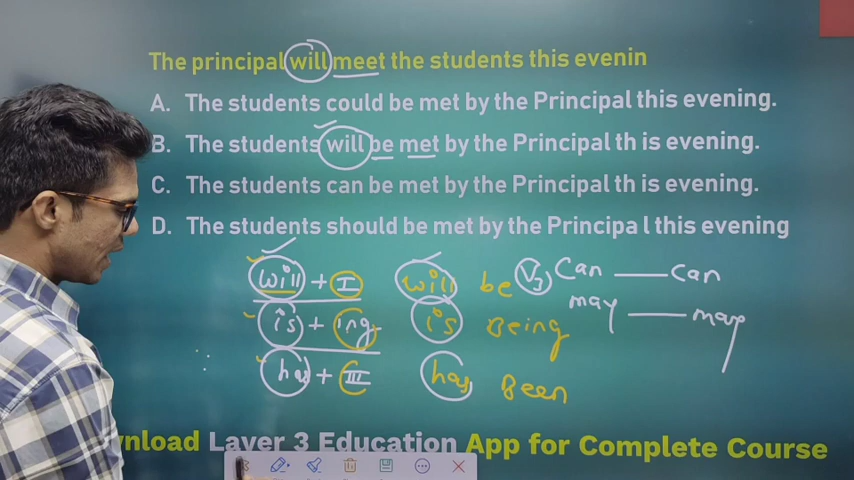 The principal will meet the students this evenin
A. The students could be met by the Principal this evening.
B. The students will be met by the Principal th is evening.
C. The students can be met by the Principal th is evening.
D. The students should be met by the Principa l this evening
will + I will be V3 Can — Can
is + ing is Being may — may
has + III has Been
wnload Layer 3 Education App for Complete Course